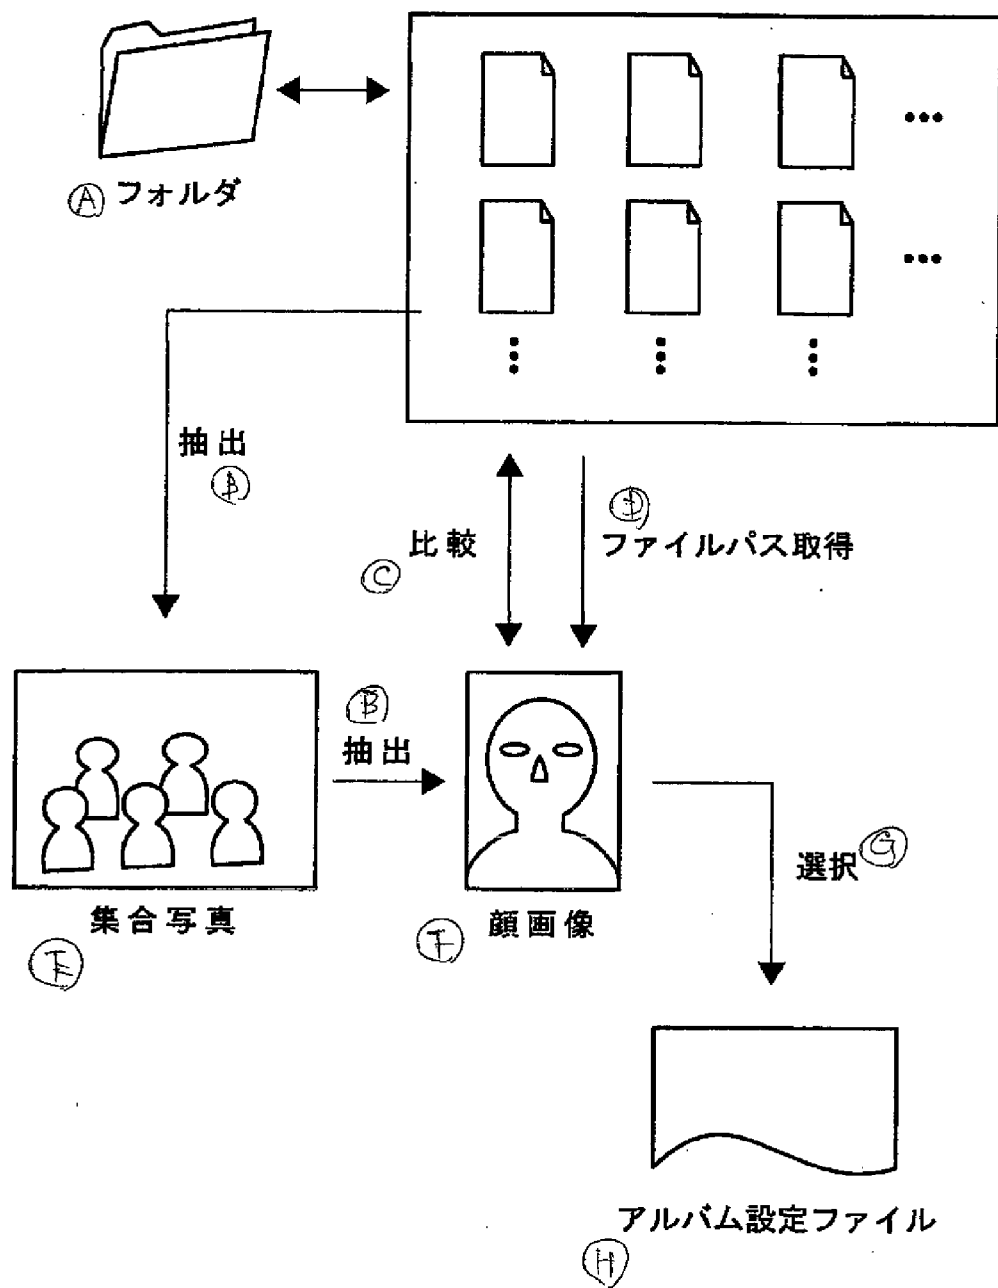 Ⓐ フォルダ
抽出
Ⓑ
比較
Ⓒ
Ⓓ
ファイルパス取得
Ⓑ
抽出
選択 Ⓖ
集合写真
Ⓔ
顔画像
Ⓕ
アルバム設定ファイル
Ⓗ